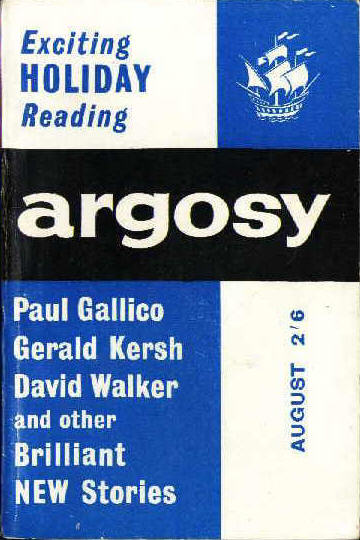 Exciting
HOLIDAY
Reading
argosy
Paul Gallico
Gerald Kersh
David Walker
and other
Brilliant
NEW Stories
AUGUST 2'6